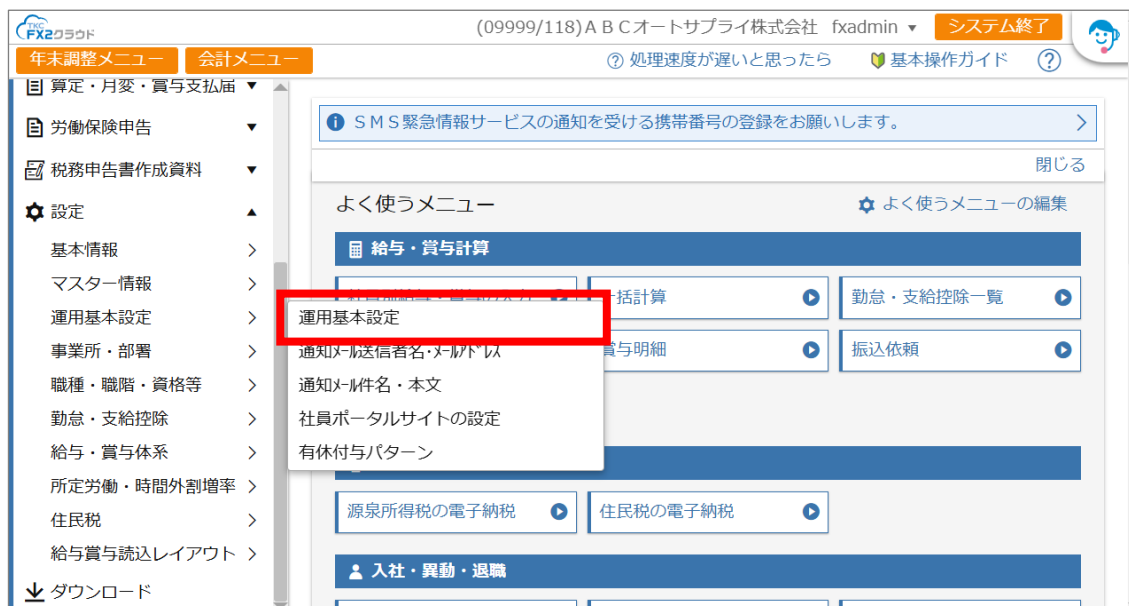 TKC
FX2クラウド
(09999/118)ＡＢＣオートサプライ株式会社 fxadmin ▼ システム終了
年末調整メニュー 会計メニュー ? 処理速度が遅いと思ったら 基本操作ガイド ?
算定・月変・賞与支払届 ▼
労働保険申告 ▼
税務申告書作成資料 ▼
設定 ▲
基本情報 >
マスター情報 >
運用基本設定 >
事業所・部署 >
職種・職階・資格等 >
勤怠・支給控除 >
給与・賞与体系 >
所定労働・時間外割増率 >
住民税 >
給与賞与読込レイアウト >
ダウンロード
運用基本設定
通知ﾒｰﾙ送信者名･ﾒｰﾙｱﾄﾞﾚｽ
通知ﾒｰﾙ件名・本文
社員ポータルサイトの設定
有休付与パターン
ＳＭＳ緊急情報サービスの通知を受ける携帯番号の登録をお願いします。 >
閉じる
よく使うメニュー よく使うメニューの編集
給与・賞与計算
一括計算 勤怠・支給控除一覧
賞与明細 振込依頼
源泉所得税の電子納税 住民税の電子納税
入社・異動・退職